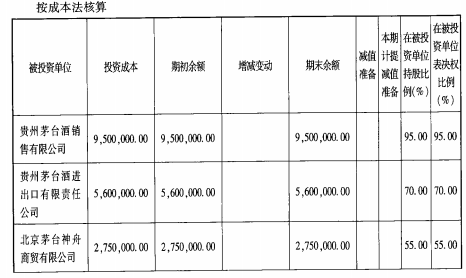 按成本法核算
被投资单位 投资成本 期初余额 增减变动 期末余额 减值准备 本期计提减值准备 在被投资单位持股比例(%) 在被投资单位表决权比例(%)
贵州茅台酒销售有限公司 9,500,000.00 9,500,000.00 9,500,000.00 95.00 95.00
贵州茅台酒进出口有限责任公司 5,600,000.00 5,600,000.00 5,600,000.00 70.00 70.00
北京茅台神舟商贸有限公司 2,750,000.00 2,750,000.00 2,750,000.00 55.00 55.00